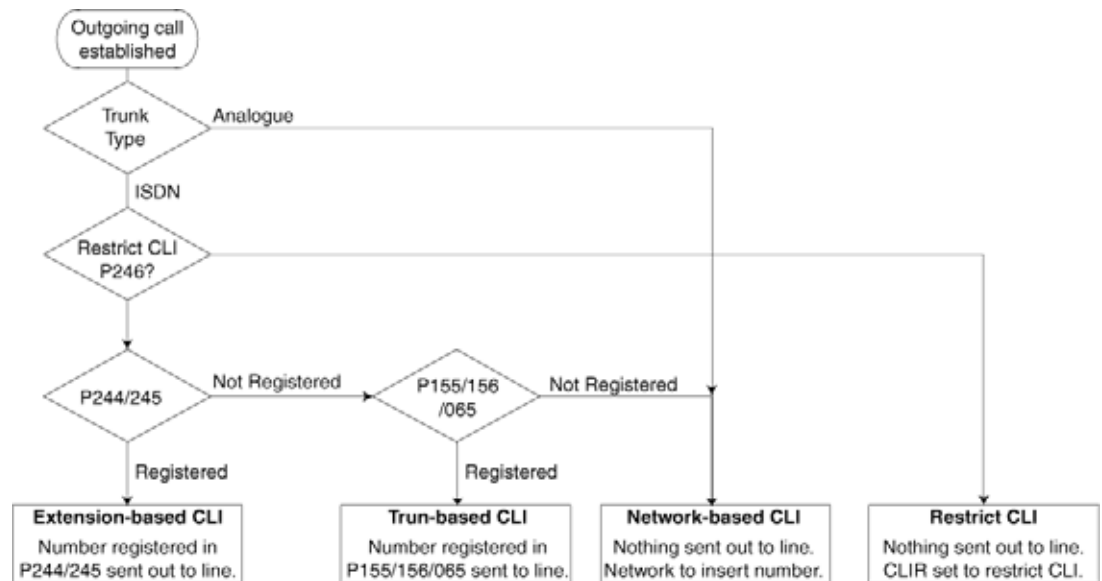 Outgoing call
established
Trunk
Type
Analogue
ISDN
Restrict CLI
P246?
P244/245
Not Registered
P155/156
/065
Not Registered
Registered
Registered
Extension-based CLI
Number registered in
P244/245 sent out to line.
Trun-based CLI
Number registered in
P155/156/065 sent to line.
Network-based CLI
Nothing sent out to line.
Network to insert number.
Restrict CLI
Nothing sent out to line.
CLIR set to restrict CLI.